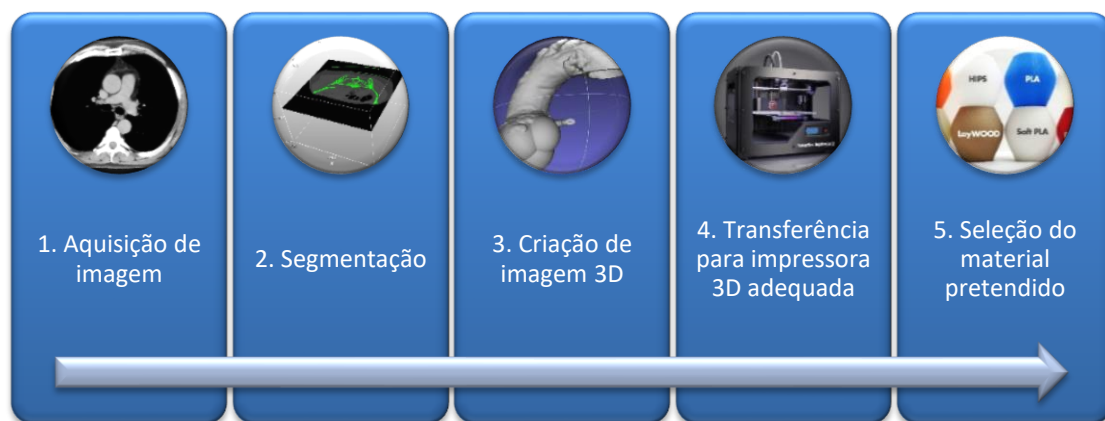 HIPS
PLA
LayWOOD
Soft PLA
1. Aquisição de
imagem
2. Segmentação
3. Criação de
imagem 3D
4. Transferência
para impressora
3D adequada
5. Seleção do
material
pretendido